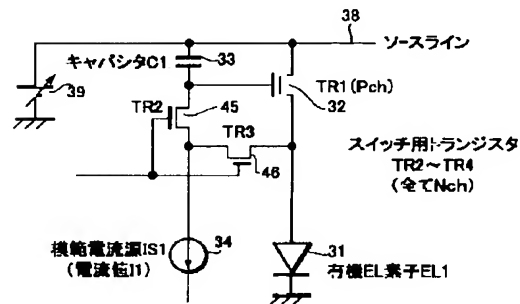 38
ソースライン
キャパシタC1
33
39
TR1(Pch)
32
TR2
45
TR3
46
スイッチ用トランジスタ
TR2〜TR4
(全てNch)
模範電流源IS1
(電流値I1)
34
31
有機EL素子EL1